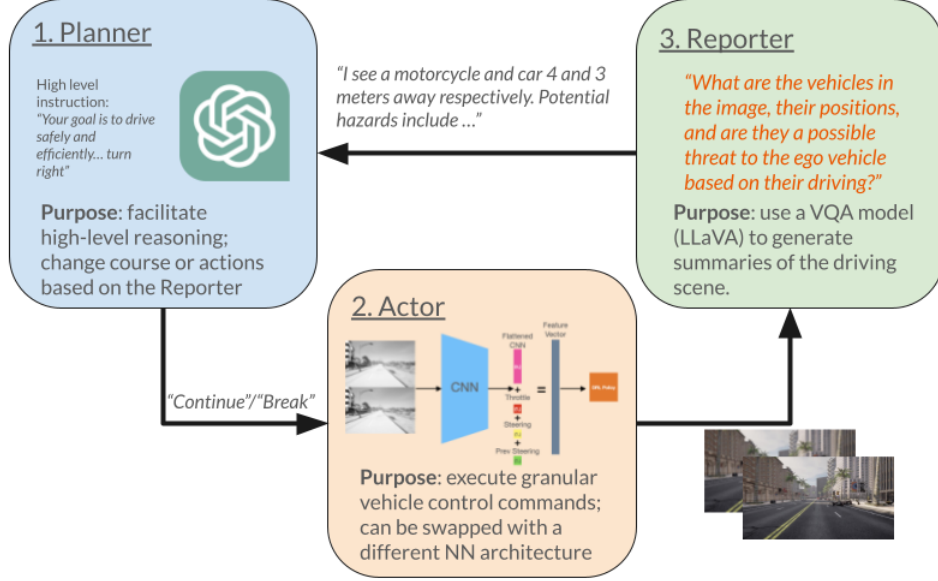 1. Planner
High level
instruction:
“Your goal is to drive
safely and
efficiently... turn
right”
Purpose: facilitate
high-level reasoning;
change course or actions
based on the Reporter
“I see a motorcycle and car 4 and 3
meters away respectively. Potential
hazards include ...”
3. Reporter
“What are the vehicles in
the image, their positions,
and are they a possible
threat to the ego vehicle
based on their driving?”
Purpose: use a VQA model
(LLaVA) to generate
summaries of the driving
scene.
“Continue”/“Break”
2. Actor
CNN
Flattened
CNN
+
Throttle
+
Steering
+
Prev Steering
=
Feature
Vector
Purpose: execute granular
vehicle control commands;
can be swapped with a
different NN architecture